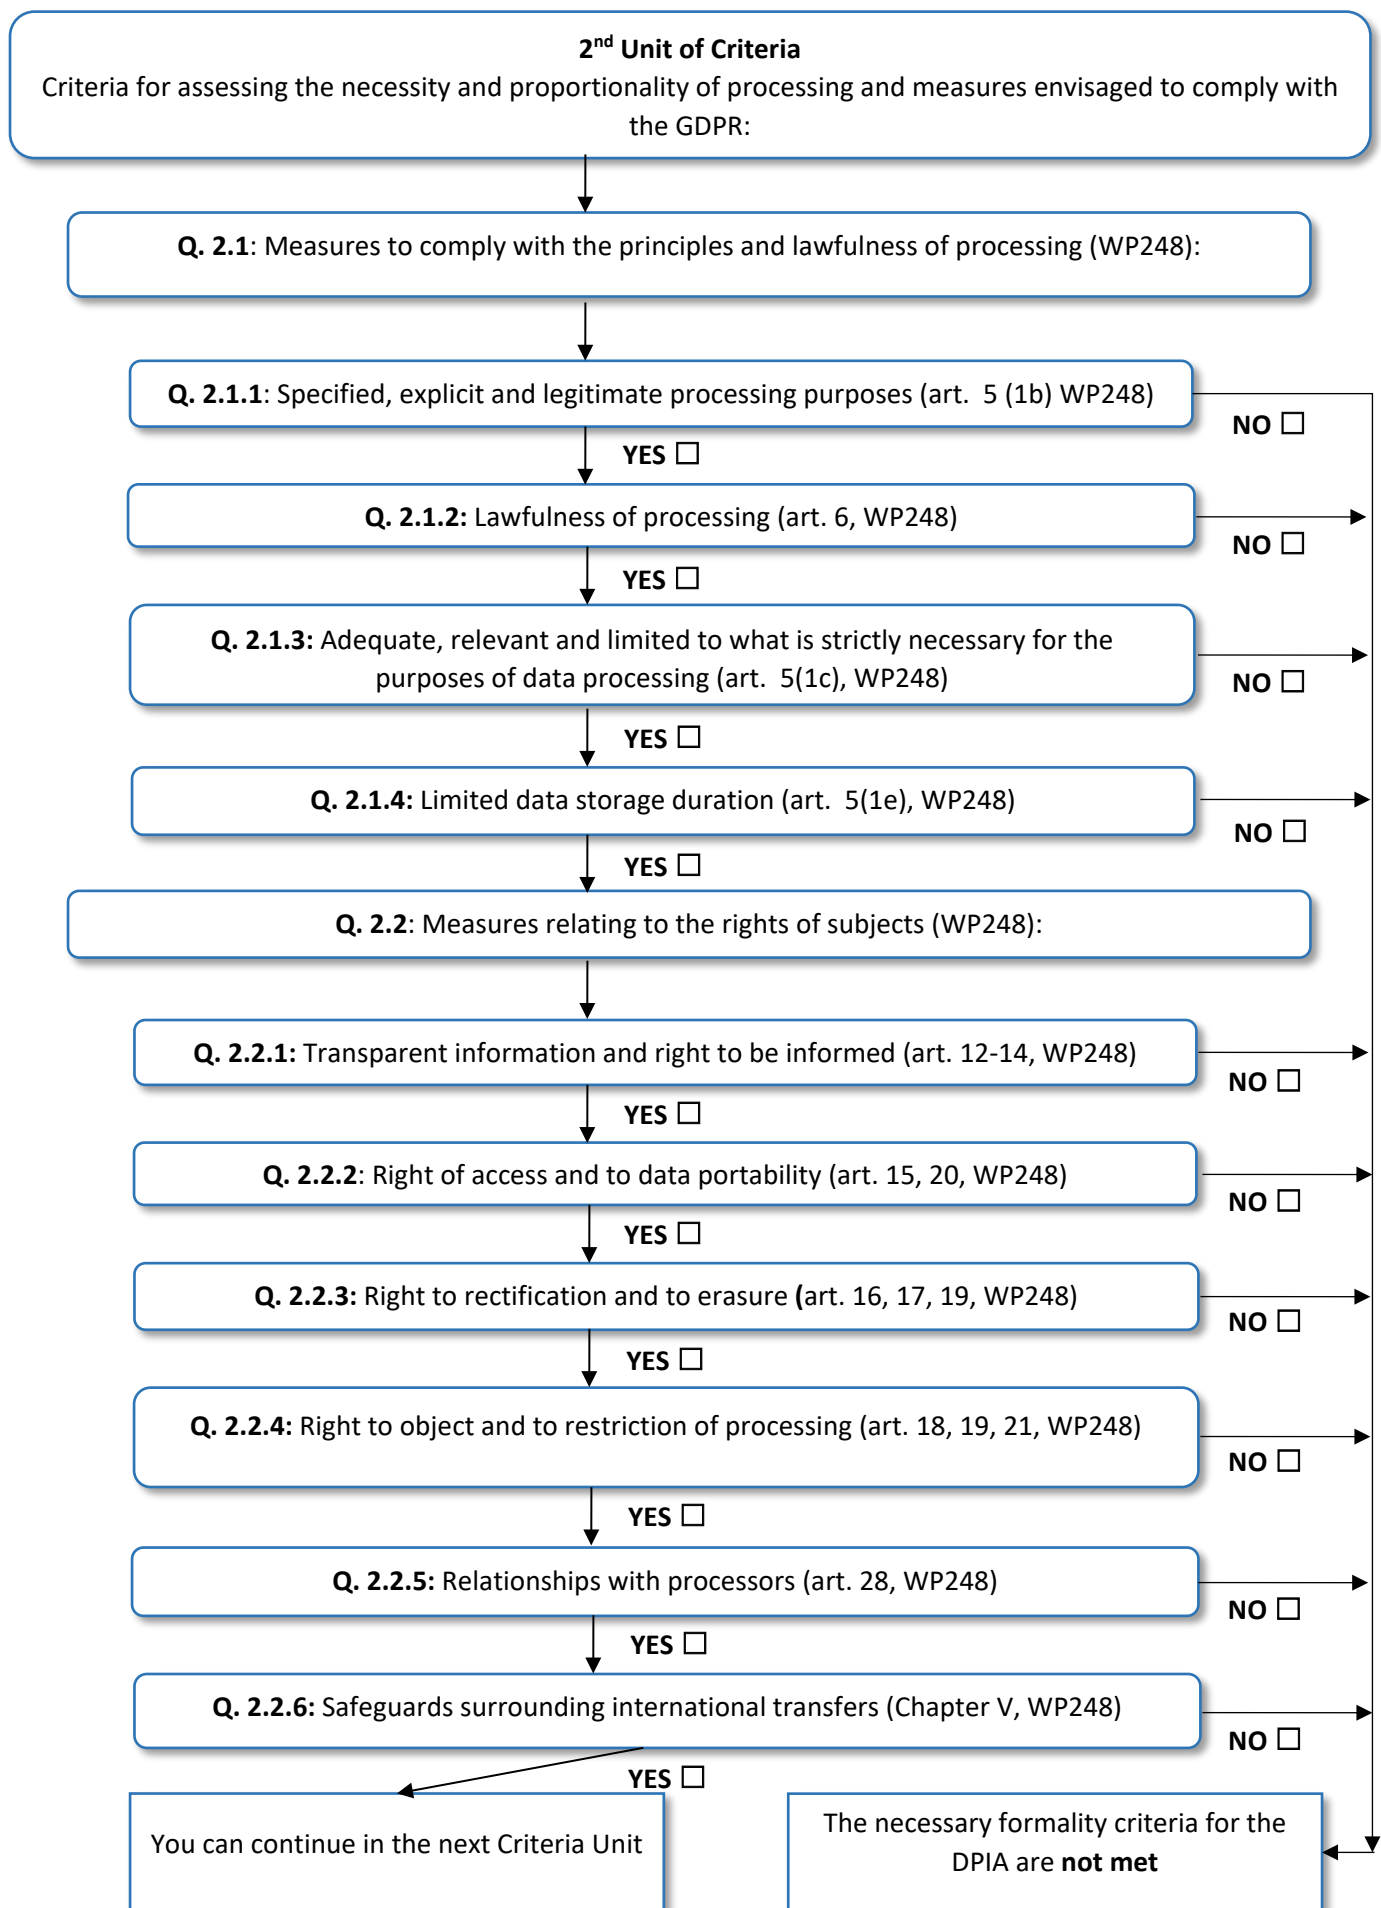 2nd Unit of Criteria
Criteria for assessing the necessity and proportionality of processing and measures envisaged to comply with
the GDPR:
Q. 2.1: Measures to comply with the principles and lawfulness of processing (WP248):
Q. 2.1.1: Specified, explicit and legitimate processing purposes (art.  5 (1b) WP248)
NO ☐
YES ☐
Q. 2.1.2: Lawfulness of processing (art. 6, WP248)
NO ☐
YES ☐
Q. 2.1.3: Adequate, relevant and limited to what is strictly necessary for the
purposes of data processing (art.  5(1c), WP248)
NO ☐
YES ☐
Q. 2.1.4: Limited data storage duration (art.  5(1e), WP248)
NO ☐
YES ☐
Q. 2.2: Measures relating to the rights of subjects (WP248):
Q. 2.2.1: Transparent information and right to be informed (art. 12-14, WP248)
NO ☐
YES ☐
Q. 2.2.2: Right of access and to data portability (art. 15, 20, WP248)
NO ☐
YES ☐
Q. 2.2.3: Right to rectification and to erasure (art. 16, 17, 19, WP248)
NO ☐
YES ☐
Q. 2.2.4: Right to object and to restriction of processing (art. 18, 19, 21, WP248)
NO ☐
YES ☐
Q. 2.2.5: Relationships with processors (art. 28, WP248)
NO ☐
YES ☐
Q. 2.2.6: Safeguards surrounding international transfers (Chapter V, WP248)
NO ☐
YES ☐
You can continue in the next Criteria Unit
The necessary formality criteria for the
DPIA are not met